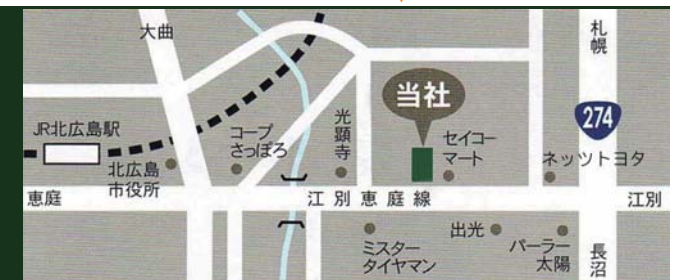 大曲
札幌
当社
274
JR北広島駅
コープ
さっぽろ
光顕寺
セイコー
マート
ネッツトヨタ
北広島
市役所
恵庭
江別恵庭線
江別
ミスター
タイヤマン
出光
パーラー
太陽
長沼